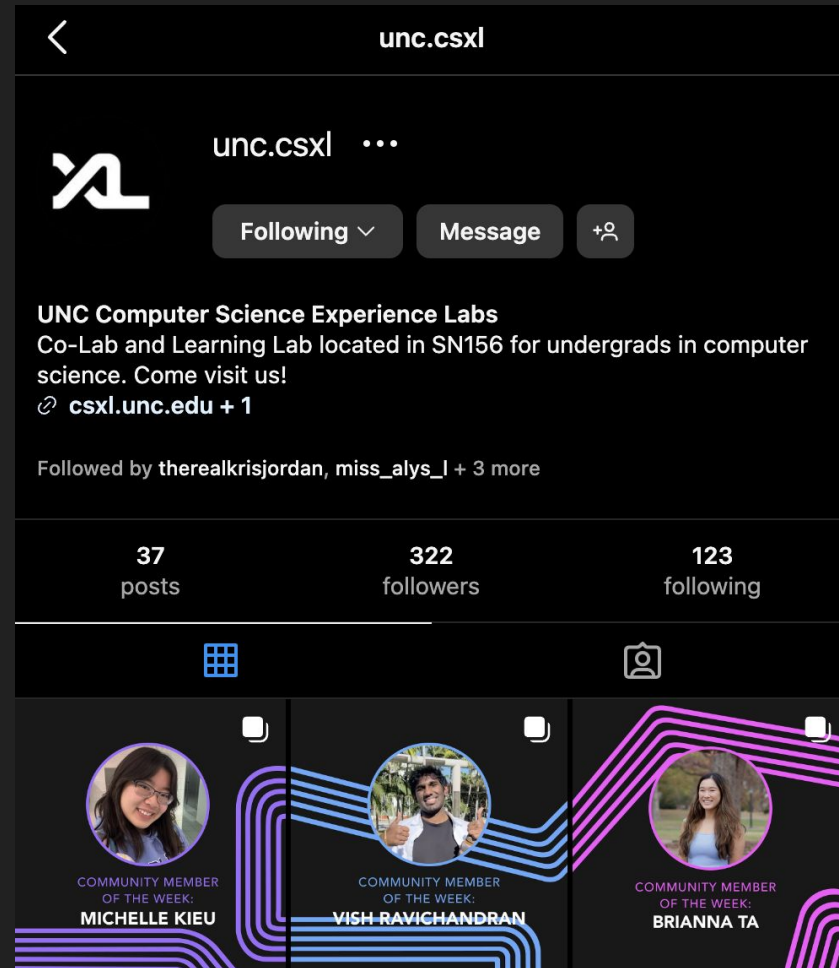 unc.csxl
unc.csxl
XL
Following
Message
UNC Computer Science Experience Labs
Co-Lab and Learning Lab located in SN156 for undergrads in computer
science. Come visit us!
csxl.unc.edu + 1
Followed by therealkrisjordan, miss_alys_l + 3 more
37
posts
322
followers
123
following
COMMUNITY MEMBER
OF THE WEEK:
MICHELLE KIEU
COMMUNITY MEMBER
OF THE WEEK:
VISH RAVICHANDRAN
COMMUNITY MEMBER
OF THE WEEK:
BRIANNA TA